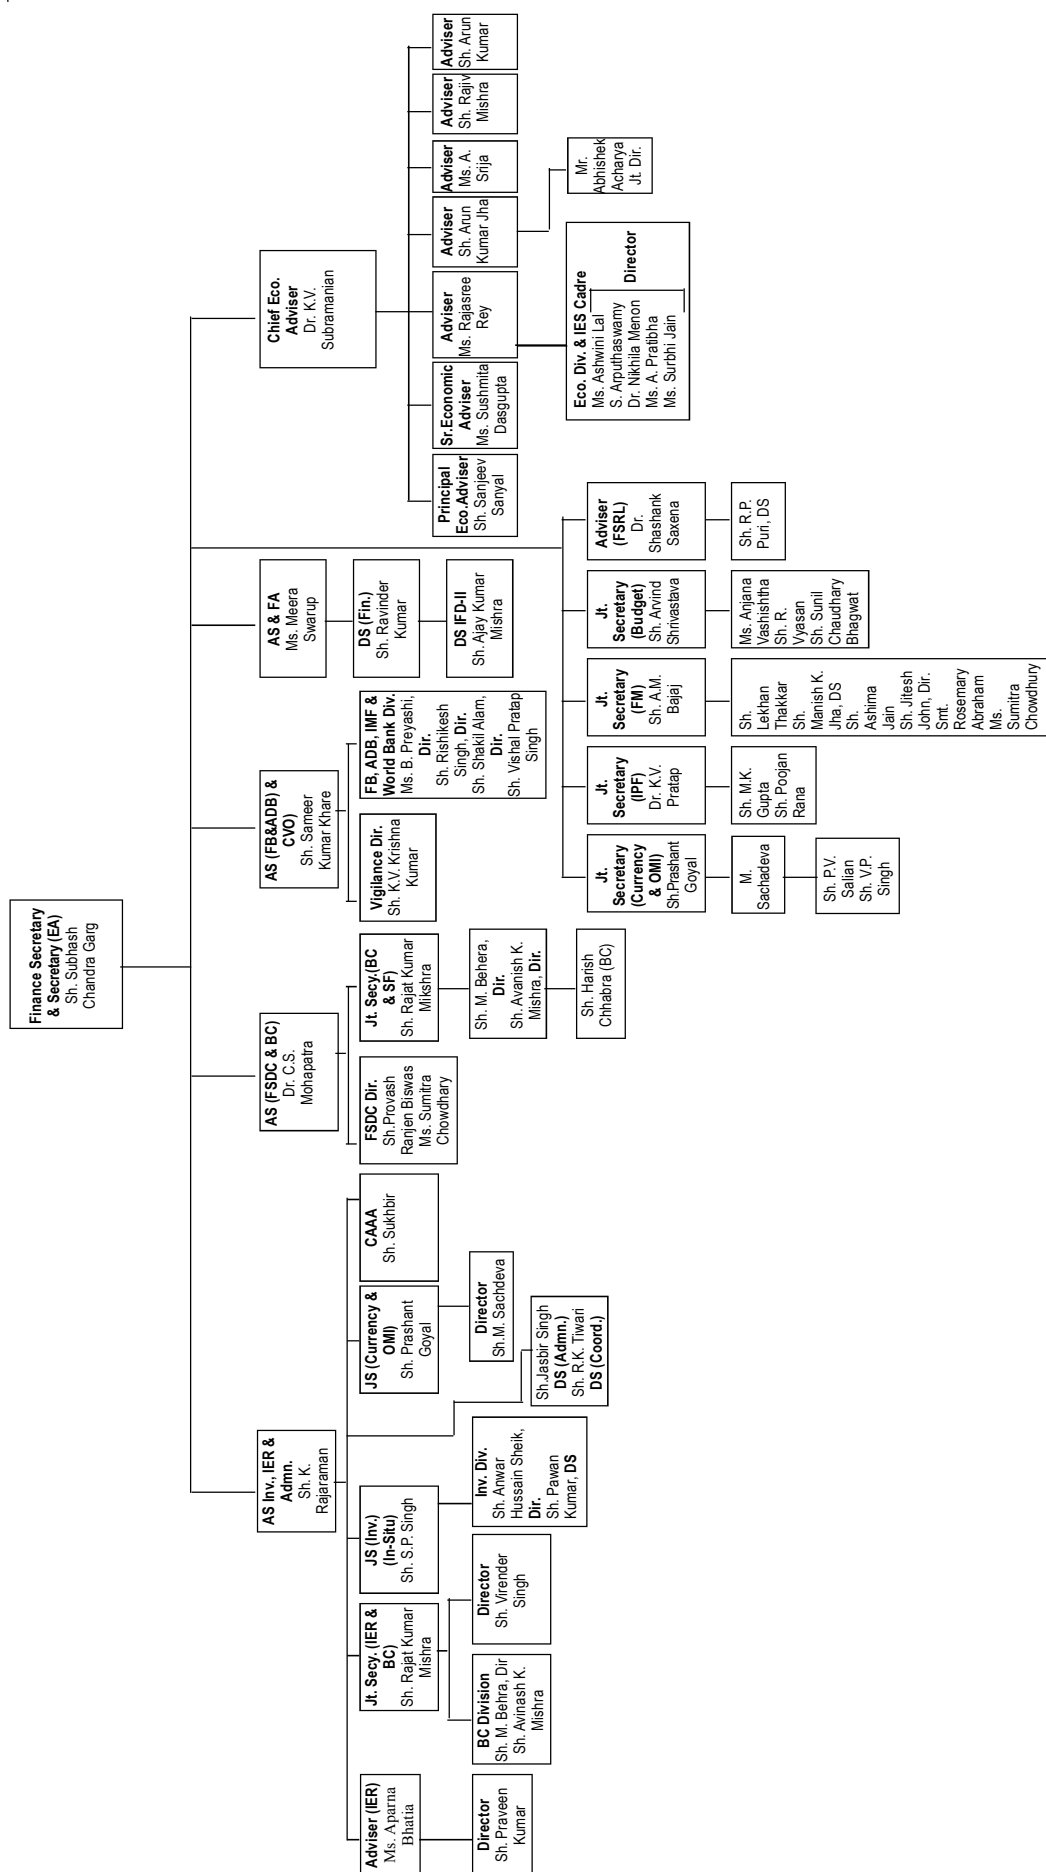 Finance Secretary
& Secretary (EA)
Sh. Subhash
Chandra Garg
AS Inv., IER &
Admn.
Sh. K.
Rajaraman
AS (FSDC & BC)
Dr. C.S.
Mohapatra
AS (FB&ADB) &
CVO)
Sh. Sameer
Kumar Khare
AS & FA
Ms. Meera
Swarup
Chief Eco.
Adviser
Dr. K.V.
Subramanian
Adviser (IER)
Ms. Aparna
Bhatia
Jt. Secy. (IER &
BC)
Sh. Rajat Kumar
Mishra
JS (Inv.)
(In-Situ)
Sh. S.P. Singh
JS (Currency &
OMI)
Sh. Prashant
Goyal
CAAA
Sh. Sukhbir
FSDC Dir.
Sh.Provash
Ranjen Biswas
Ms. Sumitra
Chowdhary
Jt. Secy.(BC
& SF)
Sh. Rajat Kumar
Mikshra
Vigilance Dir.
Sh. K.V. Krishna
Kumar
FB, ADB, IMF &
World Bank Div.
Ms. B. Preyashi,
Dir.
Sh. Rishikesh
Singh, Dir.
Sh. Shakil Alam,
Dir.
Sh. Vishal Pratap
Singh
DS (Fin.)
Sh. Ravinder
Kumar
DS IFD-II
Sh. Ajay Kumar
Mishra
Principal
Eco.Adviser
Sh. Sanjeev
Sanyal
Sr.Economic
Adviser
Ms. Sushmita
Dasgupta
Adviser
Ms. Rajasree
Rey
Adviser
Sh. Arun
Kumar Jha
Adviser
Ms. A.
Srija
Adviser
Sh. Rajiv
Mishra
Adviser
Sh. Arun
Kumar
Director
Sh. Praveen
Kumar
BC Division
Sh. M. Behra, Dir
Sh. Avinash K.
Mishra
Director
Sh. Virender
Singh
Inv. Div.
Sh. Anwar
Hussain Sheik,
Dir.
Sh. Pawan
Kumar, DS
Director
Sh.M. Sachdeva
Sh.Jasbir Singh
DS (Admn.)
Sh. R.K. Tiwari
DS (Coord.)
Sh. M. Behera,
Dir.
Sh. Avanish K.
Mishra, Dir.
Sh. Harish
Chhabra (BC)
Eco. Div. & IES Cadre
Ms. Ashwini Lal
S. Arputhaswamy
Dr. Nikhila Menon
Ms. A. Pratibha
Ms. Surbhi Jain
Director
Mr.
Abhishek
Acharya
Jt. Dir.
Jt.
Secretary
(Currency
& OMI)
Sh.Prashant
Goyal
Jt.
Secretary
(IPF)
Dr. K.V.
Pratap
Jt.
Secretary
(FM)
Sh. A.M.
Bajaj
Jt.
Secretary
(Budget)
Sh. Arvind
Shrivastava
Adviser
(FSRL)
Dr.
Shashank
Saxena
M.
Sachadeva
Sh. P.V.
Salian
Sh. V.P.
Singh
Sh. M.K.
Gupta
Sh. Poojan
Rana
Sh.
Lekhan
Thakkar
Sh.
Manish K.
Jha, DS
Sh.
Ashima
Jain
Sh. Jitesh
John, Dir.
Smt.
Rosemary
Abraham
Ms.
Sumitra
Chowdhury
Ms. Anjana
Vashishtha
Sh. R.
Vyasan
Sh. Sunil
Chaudhary
Bhagwat
Sh. R.P.
Puri, DS